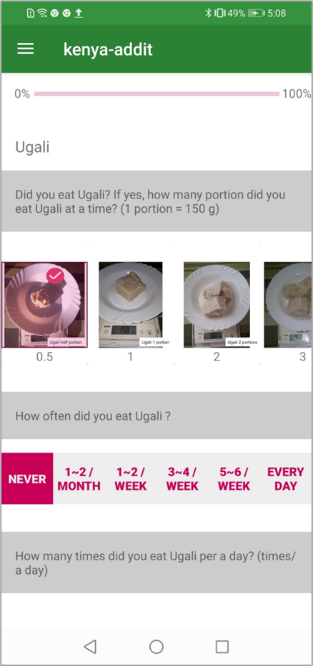 49% 5:08
kenya-addit
0% 100%
Ugali
Did you eat Ugali? If yes, how many portion did you
eat Ugali at a time? (1 portion = 150 g)
Ugali half portion Ugali 1 portion Ugali 2 portions
0.5 1 2 3
How often did you eat Ugali ?
NEVER 1~2 / MONTH 1~2 / WEEK 3~4 / WEEK 5~6 / WEEK EVERY DAY
How many times did you eat Ugali per a day? (times/
a day)